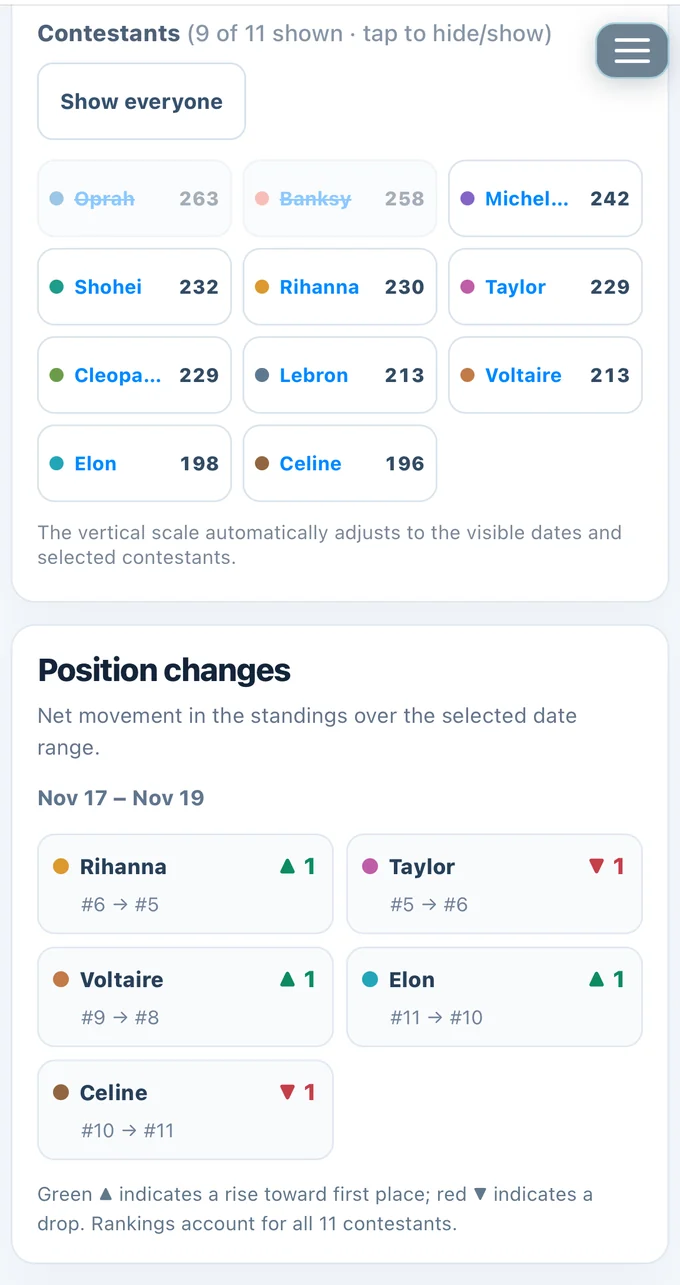 Contestants (9 of 11 shown · tap to hide/show)
Show everyone
Oprah 263
Banksy 258
Michel... 242
Shohei 232
Rihanna 230
Taylor 229
Cleopa... 229
Lebron 213
Voltaire 213
Elon 198
Celine 196
The vertical scale automatically adjusts to the visible dates and
selected contestants.
Position changes
Net movement in the standings over the selected date
range.
Nov 17 – Nov 19
Rihanna ▲ 1
#6 → #5
Taylor ▼ 1
#5 → #6
Voltaire ▲ 1
#9 → #8
Elon ▲ 1
#11 → #10
Celine ▼ 1
#10 → #11
Green ▲ indicates a rise toward first place; red ▼ indicates a
drop. Rankings account for all 11 contestants.